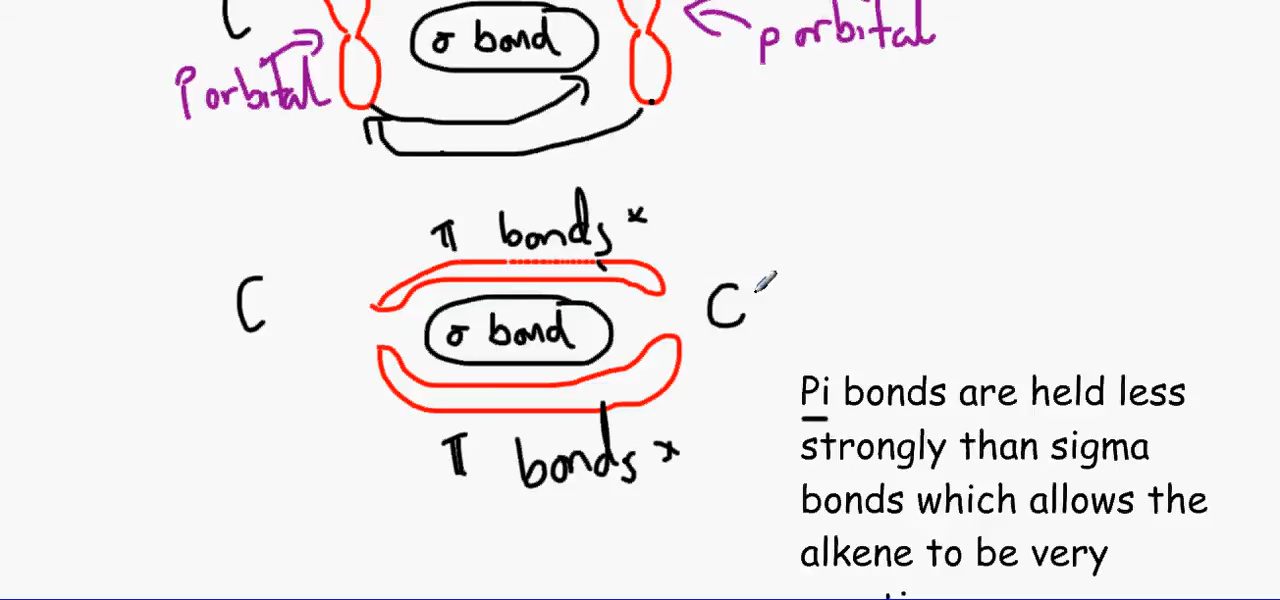 C
σ bond
p orbital
P orbital
π bonds *
C
σ bond
C
π bonds *
Pi bonds are held less
strongly than sigma
bonds which allows the
alkene to be very